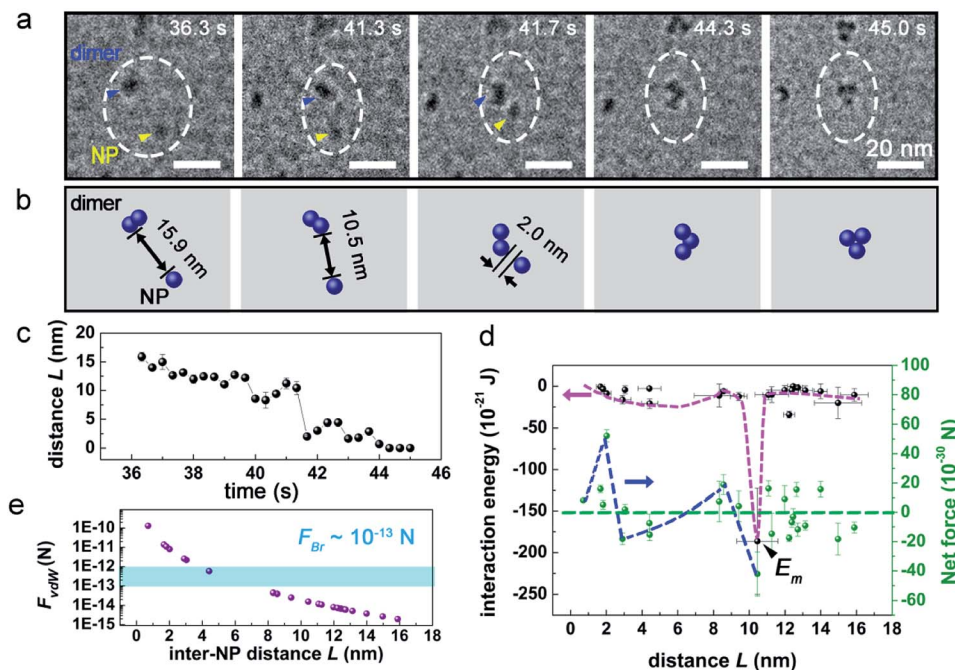 a
36.3 s
41.3 s
41.7 s
44.3 s
45.0 s
dimer
NP
20 nm
b
dimer
15.9 nm
NP
10.5 nm
2.0 nm
c
distance L (nm)
20
15
10
5
0
36 38 40 42 44 46
time (s)
d
interaction energy (10⁻²¹ J)
0
-50
-100
-150
-200
-250
Eₘ
0 2 4 6 8 10 12 14 16
distance L (nm)
100
80
60
40
20
0
-20
-40
-60
Net force (10⁻³⁰ N)
e
F_vdW (N)
1E-10
1E-11
1E-12
1E-13
1E-14
1E-15
F_Br ~ 10⁻¹³ N
0 2 4 6 8 10 12 14 16 18
inter-NP distance L (nm)